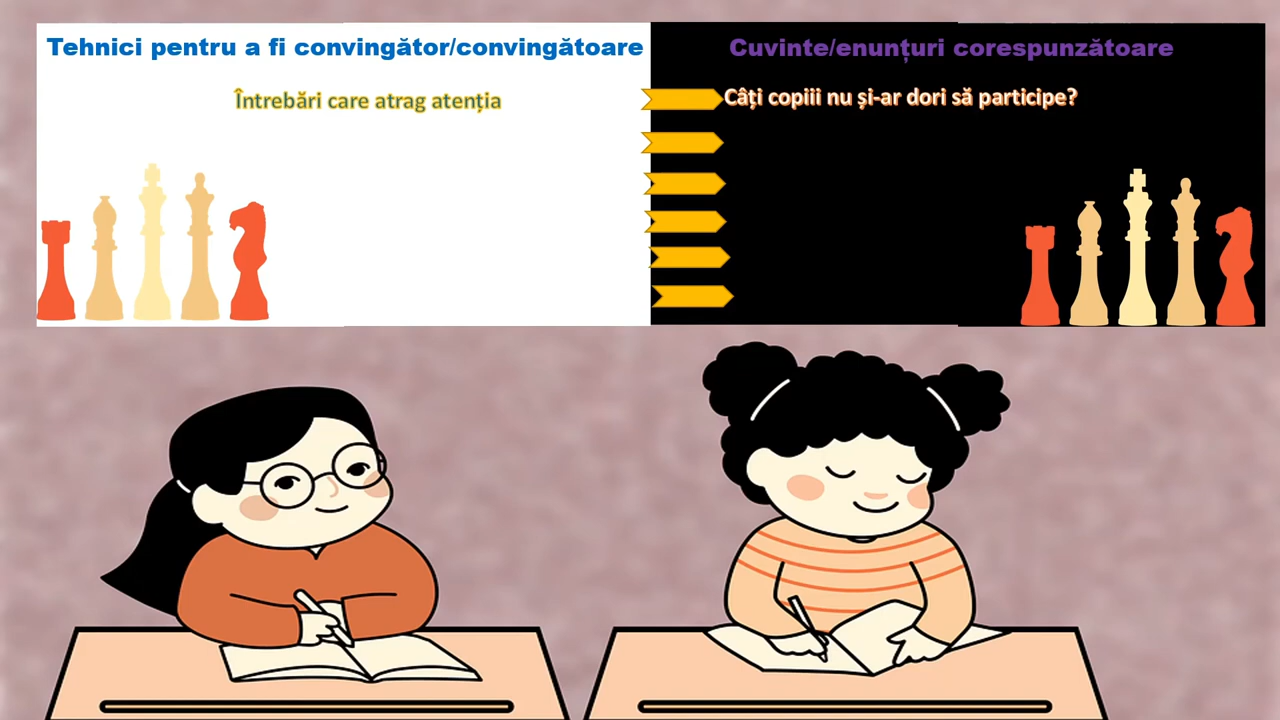 Tehnici pentru a fi convingător/convingătoare
Cuvinte/enunțuri corespunzătoare
Întrebări care atrag atenția
Câți copiii nu și-ar dori să participe?